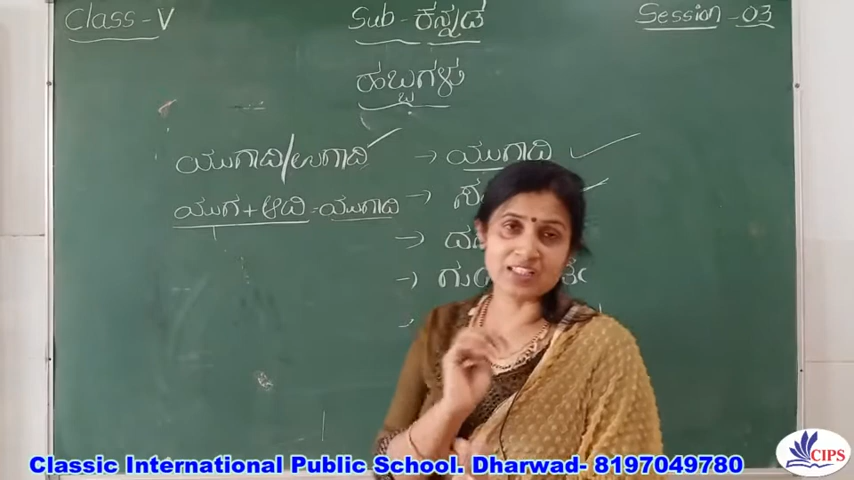 Class - V
Sub - ಕನ್ನಡ
Session - 03
ಹಬ್ಬಗಳು
ಯುಗಾದಿ/ಉಗಾದಿ → ಯುಗಾದಿ
ಯುಗ+ಆದಿ = ಯುಗಾದಿ →
→
→
Classic International Public School. Dharwad-8197049780
CIPS